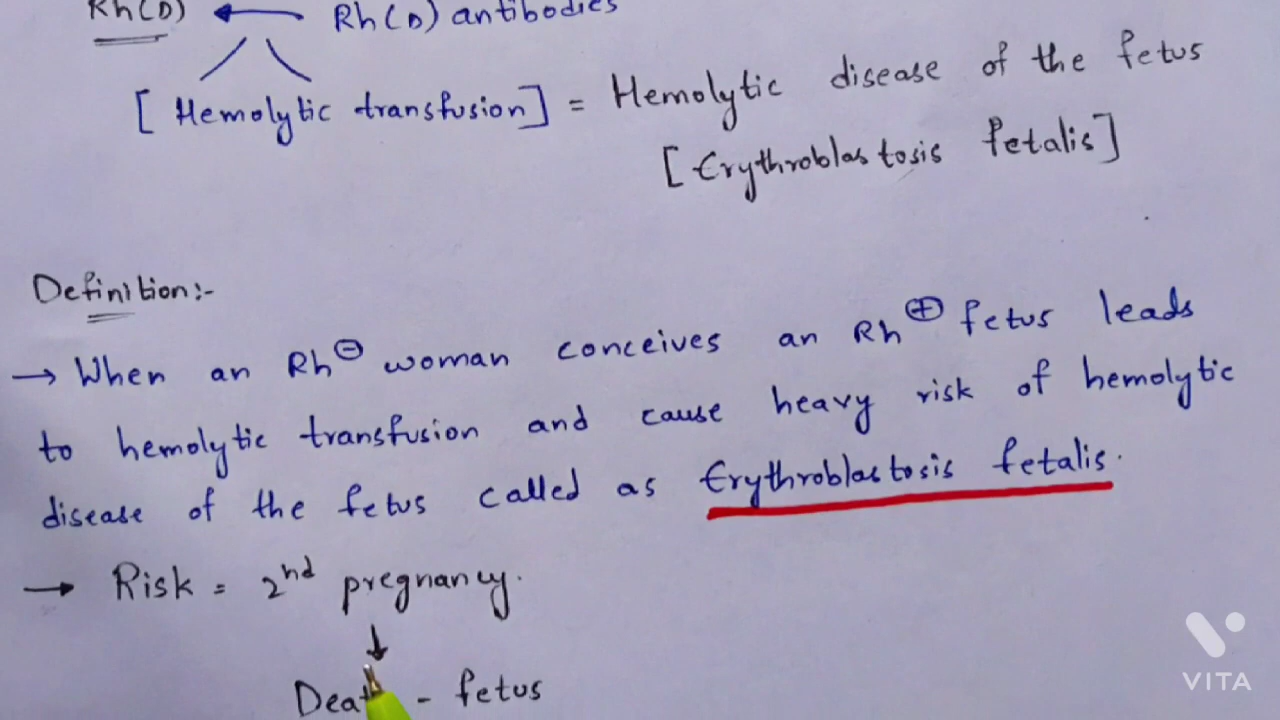 Rh(D) ← Rh(D) antibodies
[Hemolytic transfusion] = Hemolytic disease of the fetus
[Erythroblastosis fetalis]
Definition:-
→ When an Rh⊖ woman conceives an Rh⊕ fetus leads
to hemolytic transfusion and cause heavy risk of hemolytic
disease of the fetus called as Erythroblastosis fetalis.
→ Risk = 2nd pregnancy.
↓
- fetus
VITA